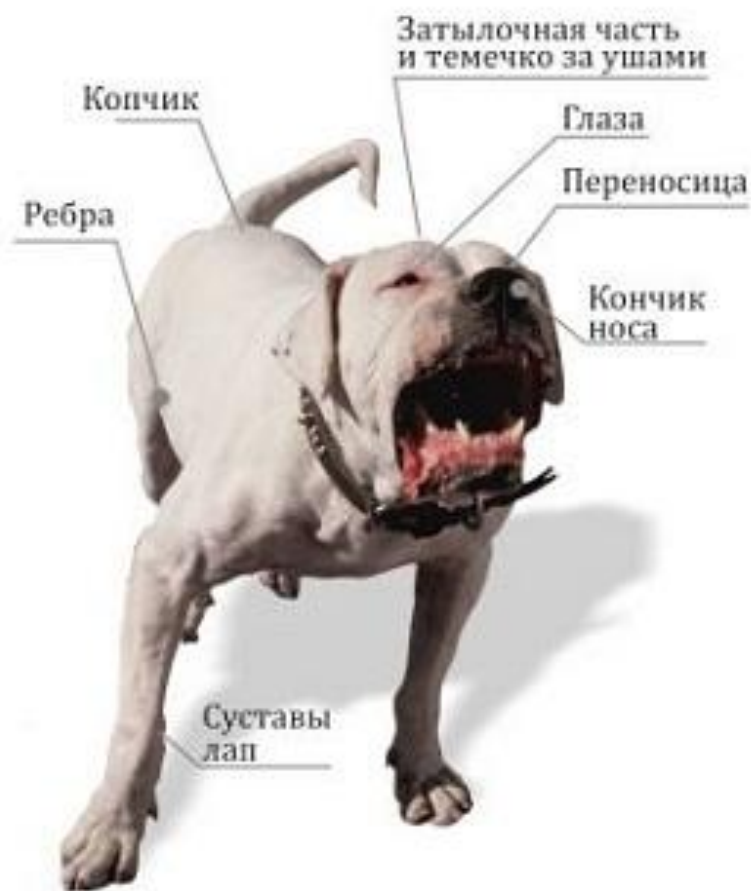 Затылочная часть
и темечко за ушами
Копчик
Глаза
Переносица
Ребра
Кончик
носа
Суставы
лап